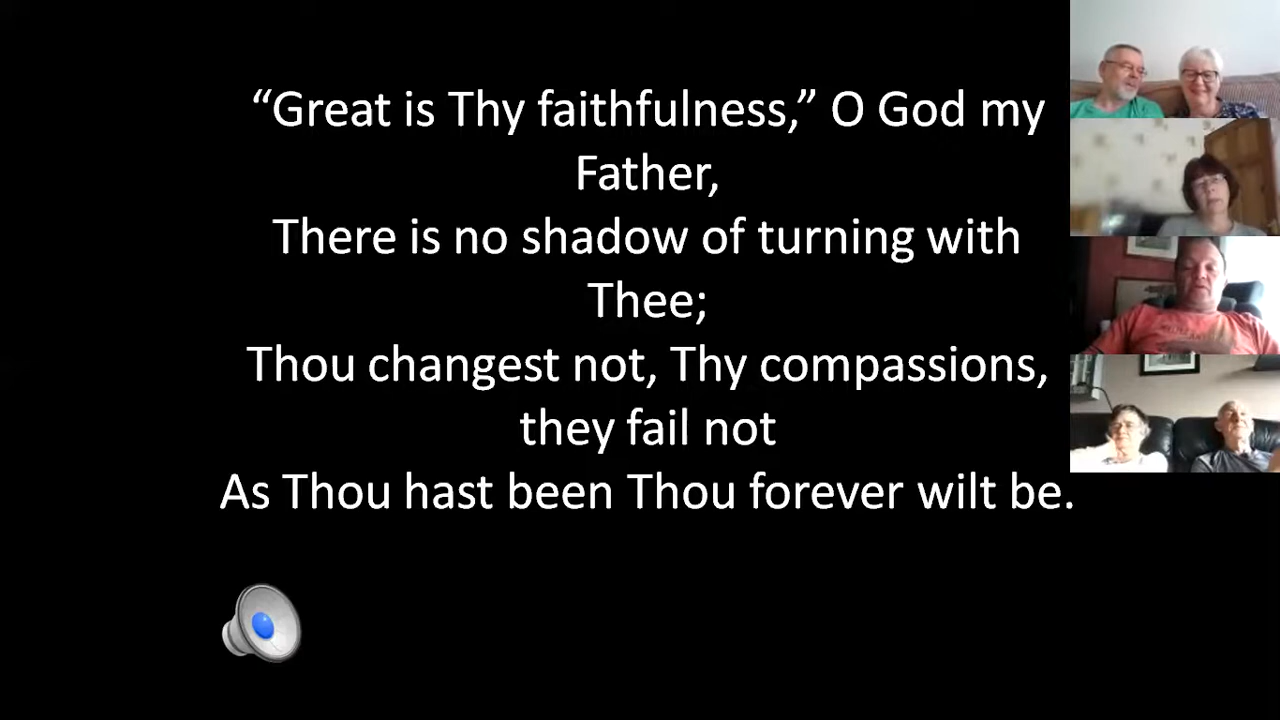 “Great is Thy faithfulness,” O God my
Father,
There is no shadow of turning with
Thee;
Thou changest not, Thy compassions,
they fail not
As Thou hast been Thou forever wilt be.